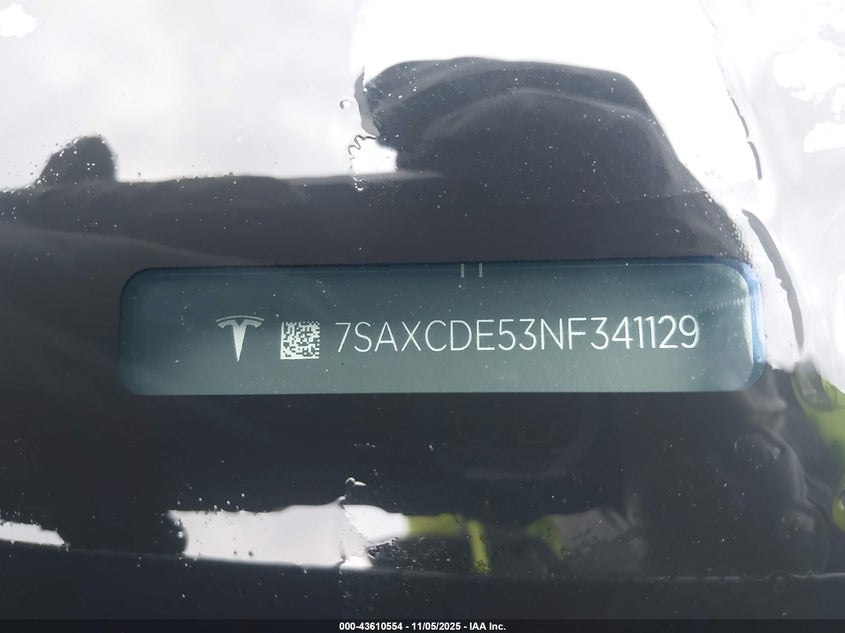 7SAXCDE53NF341129
000-43610554 - 11/05/2025 - IAA Inc.